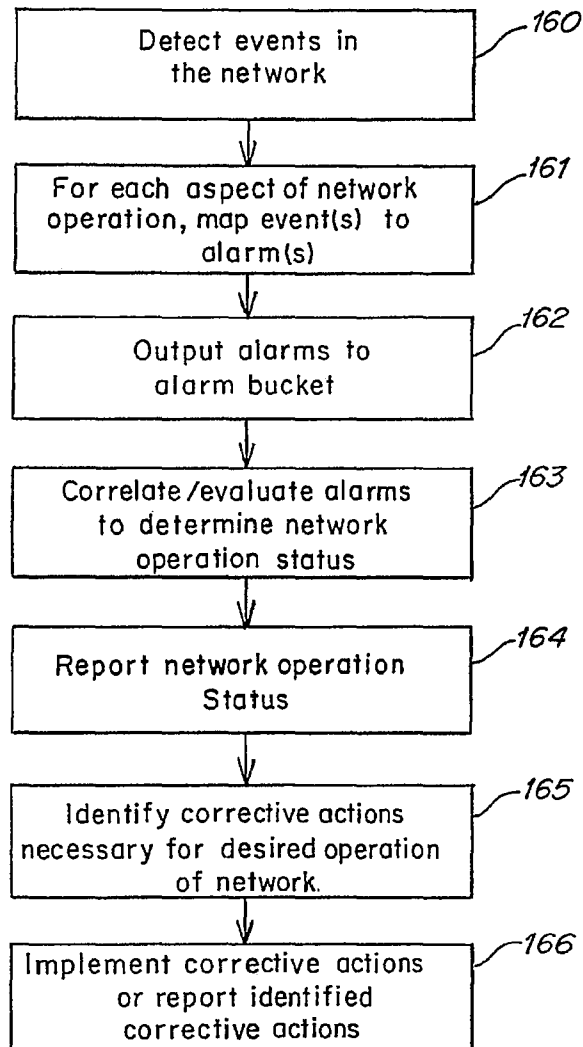 160
Detect events in
the network
161
For each aspect of network
operation, map event(s) to
alarm(s)
162
Output alarms to
alarm bucket
163
Correlate/evaluate alarms
to determine network
operation status
164
Report network operation
Status
165
Identify corrective actions
necessary for desired operation
of network.
166
Implement corrective actions
or report identified
corrective actions